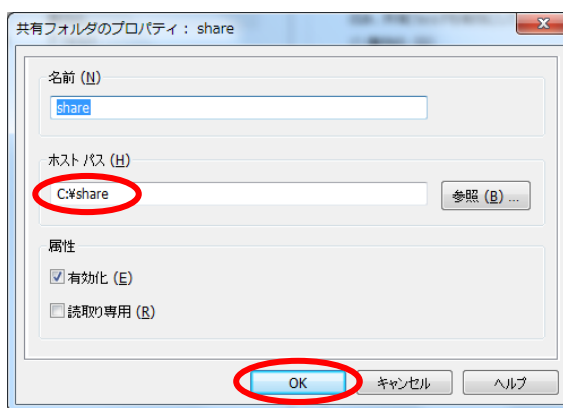 共有フォルダのプロパティ : share
名前 (N)
share
ホスト パス (H)
C:¥share
参照 (B) ...
属性
有効化 (E)
読取り専用 (R)
OK
キャンセル
ヘルプ